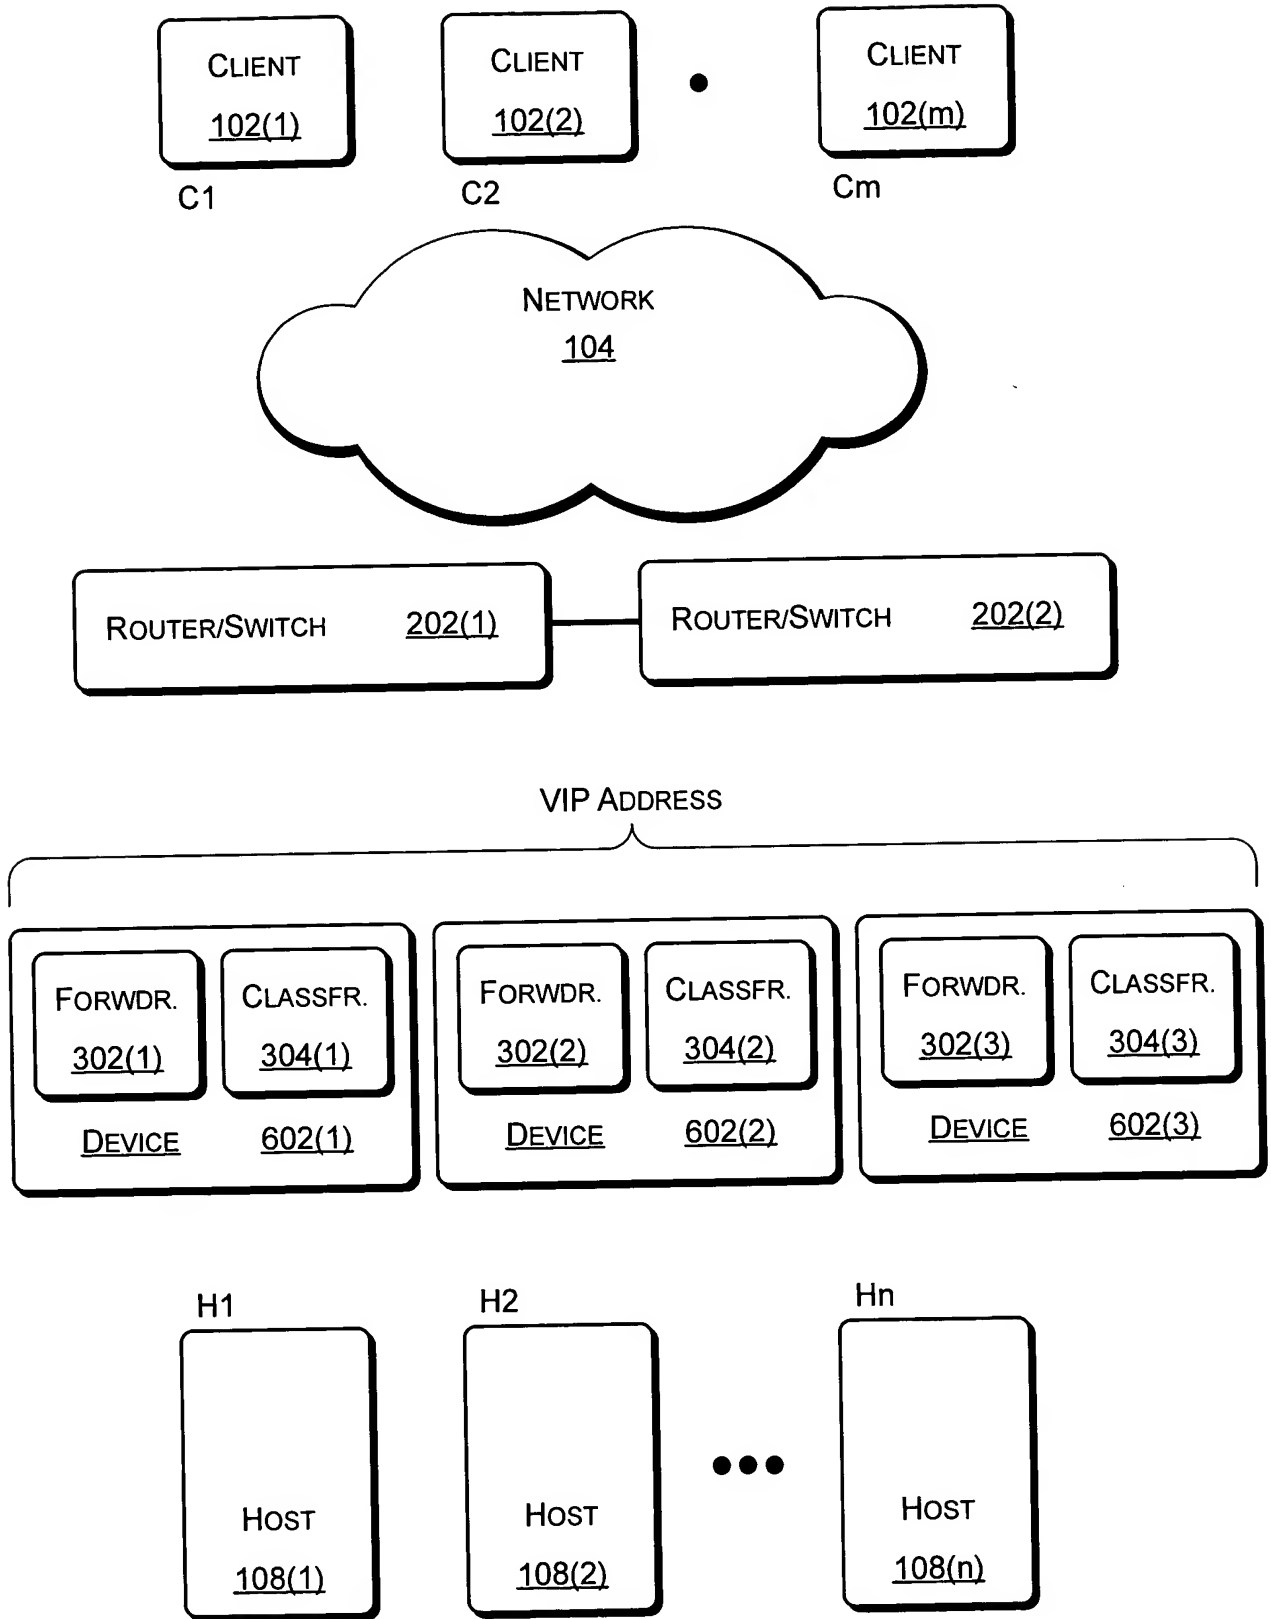 CLIENT
102(1)
CLIENT
102(2)
CLIENT
102(m)
C1
C2
Cm
NETWORK
104
ROUTER/SWITCH 202(1)
ROUTER/SWITCH 202(2)
VIP ADDRESS
FORWDR.
302(1)
CLASSFR.
304(1)
DEVICE 602(1)
FORWDR.
302(2)
CLASSFR.
304(2)
DEVICE 602(2)
FORWDR.
302(3)
CLASSFR.
304(3)
DEVICE 602(3)
H1
H2
Hn
HOST
108(1)
HOST
108(2)
HOST
108(n)